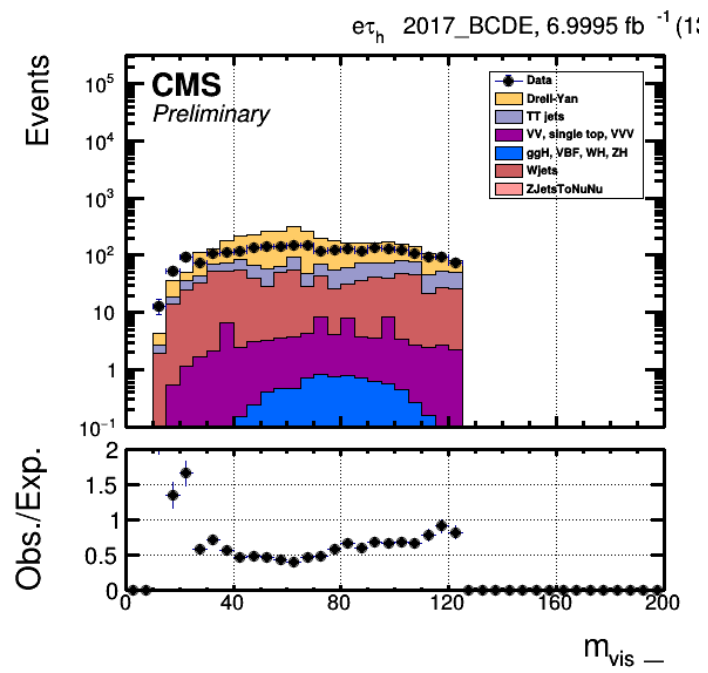 eτh 2017_BCDE, 6.9995 fb -1 (13
Events
CMS
Preliminary
Data
Drell-Yan
TT jets
VV, single top, VVV
ggH, VBF, WH, ZH
Wjets
ZJetsToNuNu
10^5
10^4
10^3
10^2
10
1
10^-1
Obs./Exp.
2
1.5
1
0.5
0
0 40 80 120 160 200
m_vis _